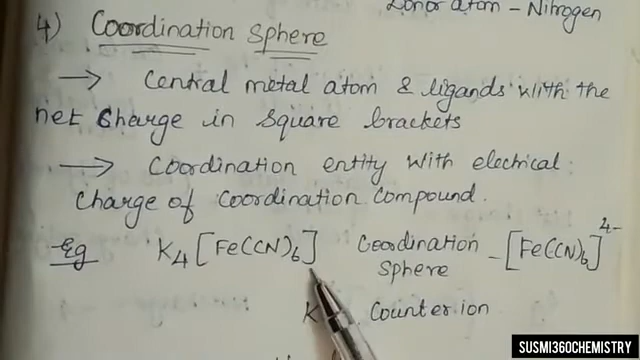 Donor atom - Nitrogen
4) Coordination Sphere
→ Central metal atom & ligands with the
net charge in square brackets
→ Coordination entity with electrical
charge of coordination compound.
Eg K4[Fe(CN)6] Coordination Sphere - [Fe(CN)6]4-
K Counter ion
SUSMI360CHEMISTRY